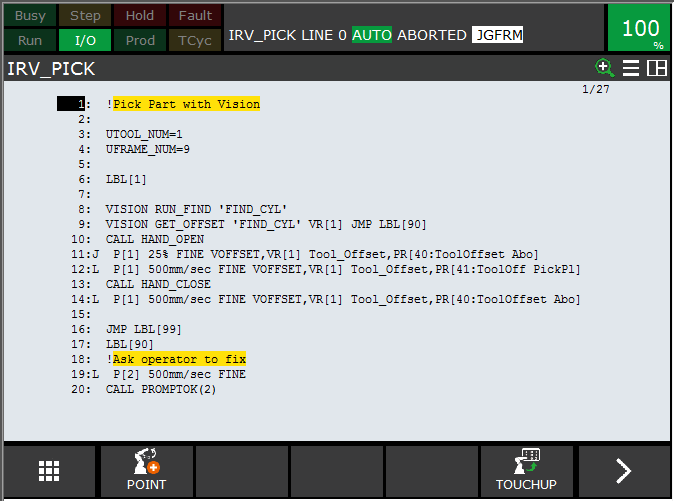 Busy Step Hold Fault
Run I/O Prod TCyc
IRV_PICK LINE 0 AUTO ABORTED JGFRM
100 %
IRV_PICK
1/27
1: !Pick Part with Vision
2:
3: UTOOL_NUM=1
4: UFRAME_NUM=9
5:
6: LBL[1]
7:
8: VISION RUN_FIND 'FIND_CYL'
9: VISION GET_OFFSET 'FIND_CYL' VR[1] JMP LBL[90]
10: CALL HAND_OPEN
11:J P[1] 25% FINE VOFFSET,VR[1] Tool_Offset,PR[40:ToolOffset Abo]
12:L P[1] 500mm/sec FINE VOFFSET,VR[1] Tool_Offset,PR[41:ToolOff PickPl]
13: CALL HAND_CLOSE
14:L P[1] 500mm/sec FINE VOFFSET,VR[1] Tool_Offset,PR[40:ToolOffset Abo]
15:
16: JMP LBL[99]
17: LBL[90]
18: !Ask operator to fix
19:L P[2] 500mm/sec FINE
20: CALL PROMPTOK(2)
POINT TOUCHUP